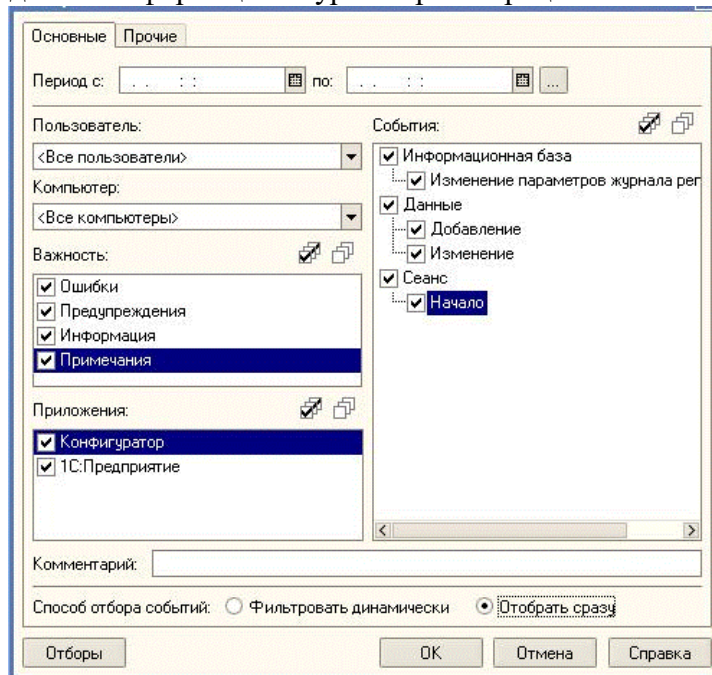 Основные Прочие
Период с: . . : : по: . . : : ...
Пользователь:
<Все пользователи>
Компьютер:
<Все компьютеры>
Важность:
Ошибки
Предупреждения
Информация
Примечания
Приложения:
Конфигуратор
1С:Предприятие
События:
Информационная база
Изменение параметров журнала рег
Данные
Добавление
Изменение
Сеанс
Начало
Комментарий:
Способ отбора событий: Фильтровать динамически Отобрать сразу
Отборы OK Отмена Справка